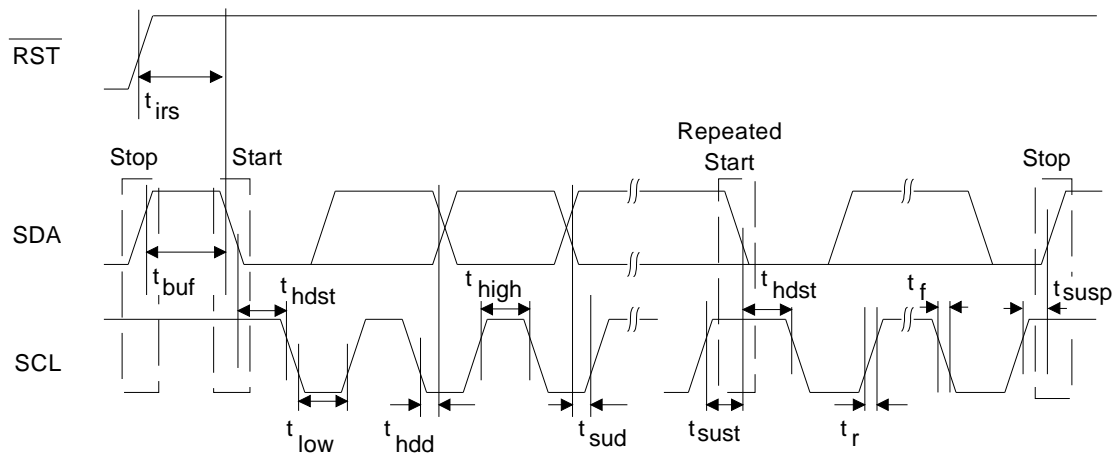 RST
t irs
Repeated
Stop Start Start Stop
SDA
t buf t hdst t high t hdst t f t susp
SCL
t low t hdd t sud t sust t r